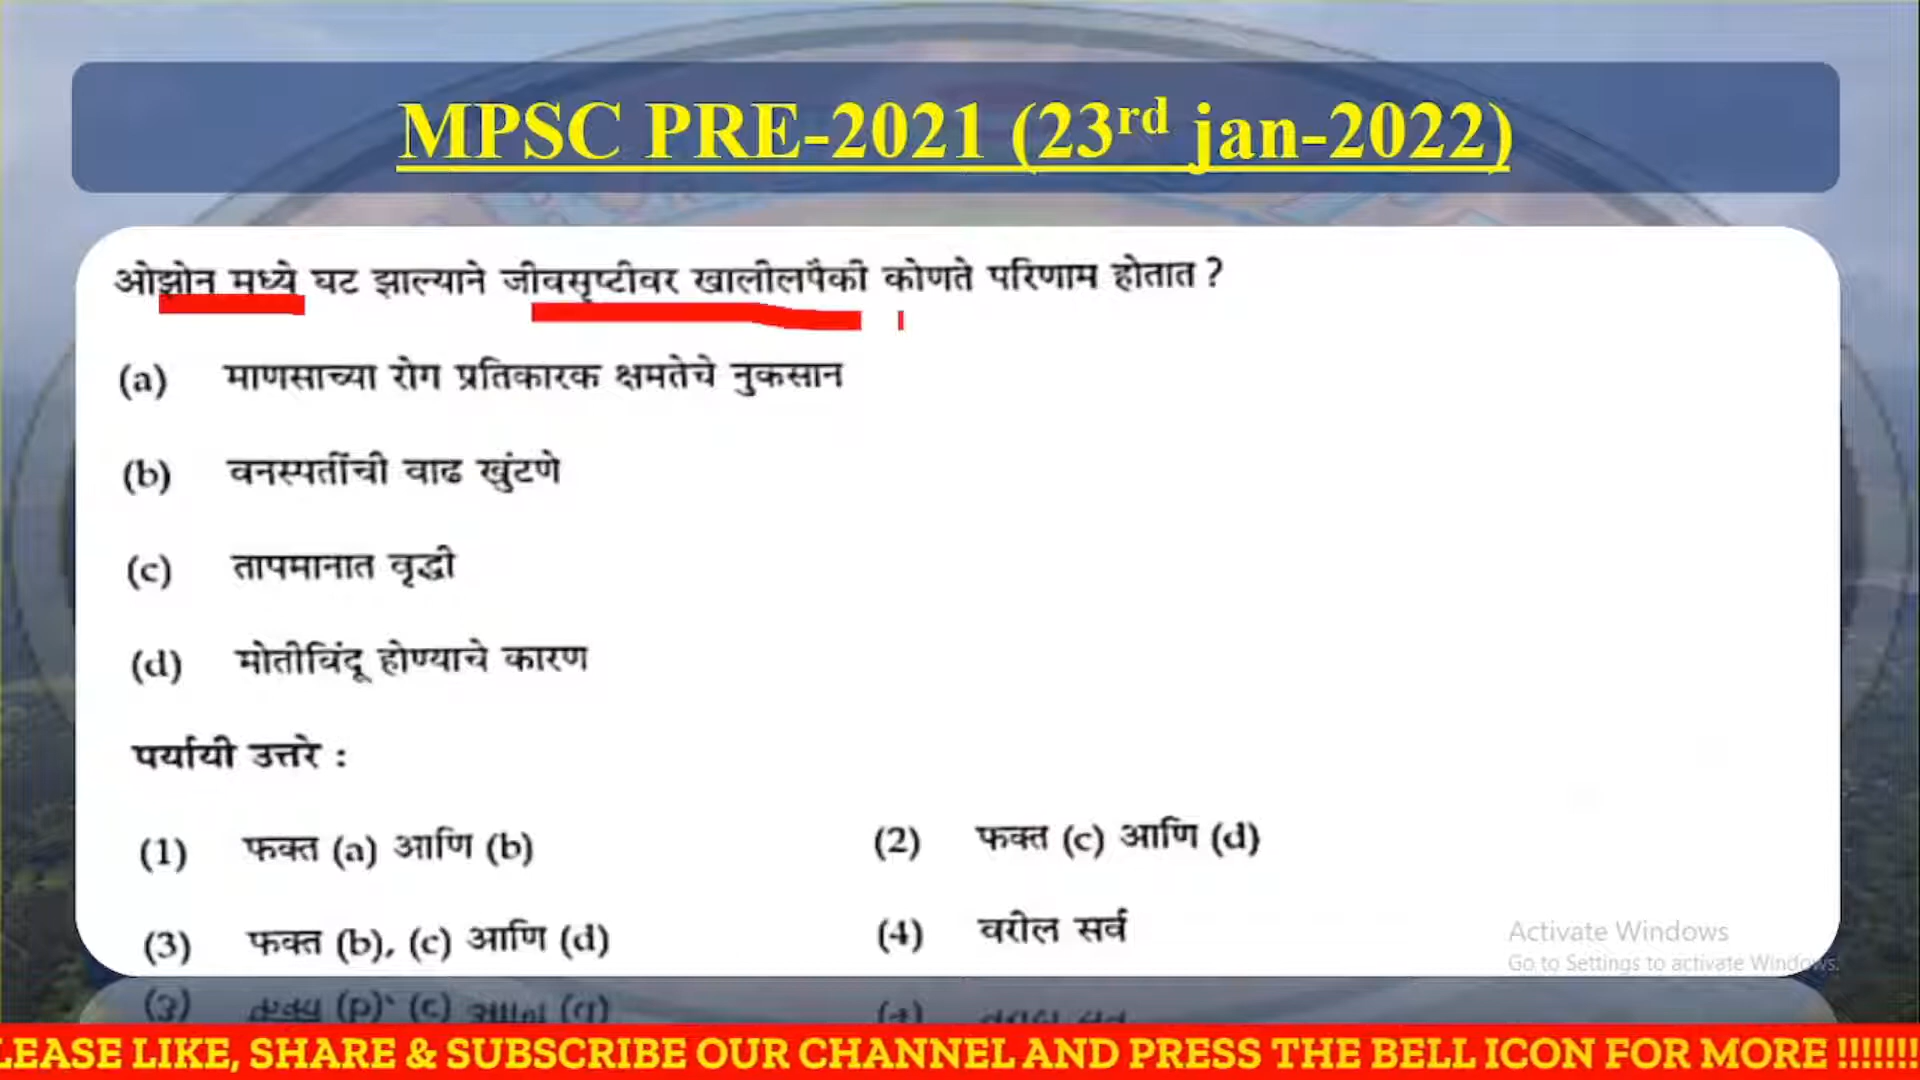 MPSC PRE-2021 (23rd jan-2022)
ओझोन मध्ये घट झाल्याने जीवसृष्टीवर खालीलपैकी कोणते परिणाम होतात ?
(a) माणसाच्या रोग प्रतिकारक क्षमतेचे नुकसान
(b) वनस्पतींची वाढ खुंटणे
(c) तापमानात वृद्धी
(d) मोतीबिंदू होण्याचे कारण
पर्यायी उत्तरे :
(1) फक्त (a) आणि (b) (2) फक्त (c) आणि (d)
(3) फक्त (b), (c) आणि (d) (4) वरील सर्व
Activate Windows
Go to Settings to activate Windows.
LEASE LIKE, SHARE & SUBSCRIBE OUR CHANNEL AND PRESS THE BELL ICON FOR MORE !!!!!!!